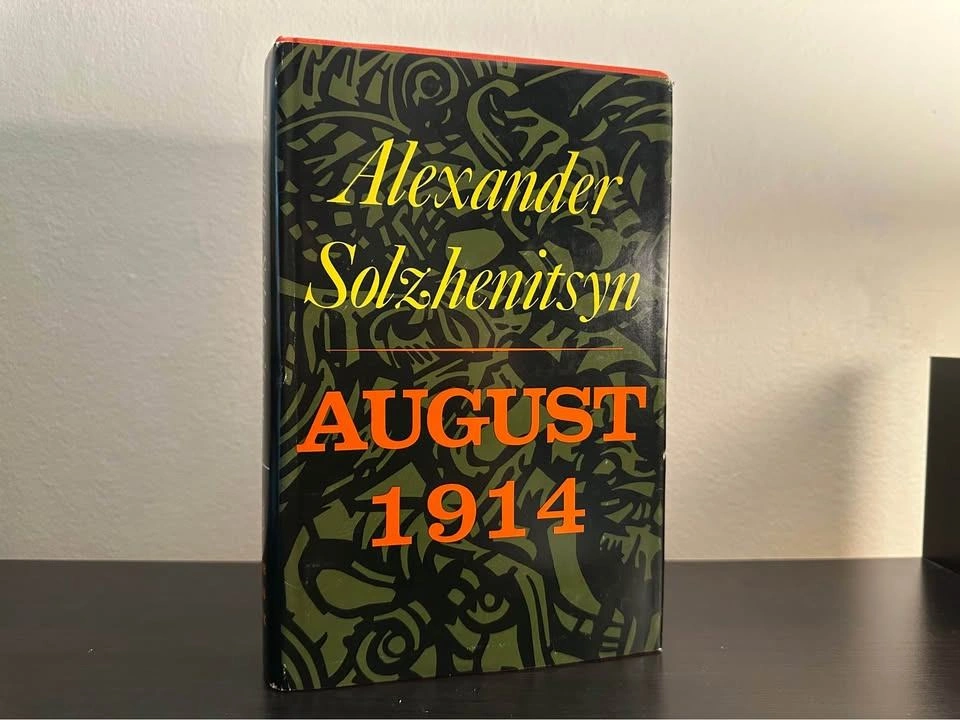 Alexander
Solzhenitsyn
AUGUST
1914